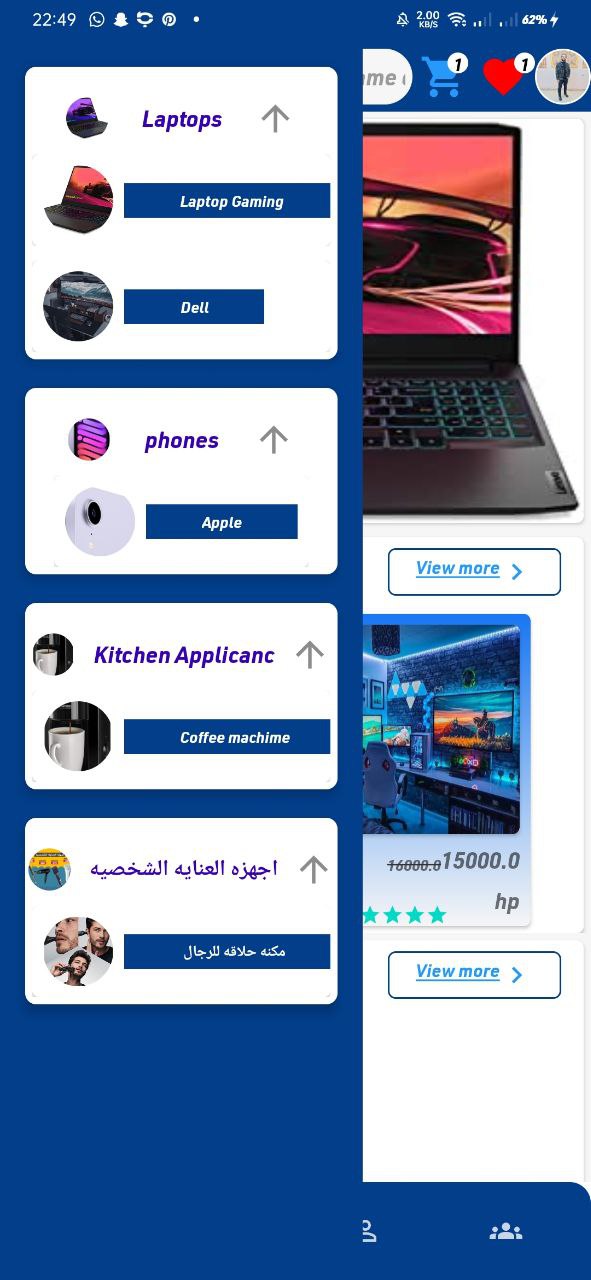 22:49
2.00
KB/S
62%
ame
1
1
Laptops
Laptop Gaming
Dell
phones
Apple
View more
Kitchen Applicanc
Coffee machime
اجهزه العنايه الشخصيه
16000.0 15000.0
hp
مكنه حلاقه للرجال
View more